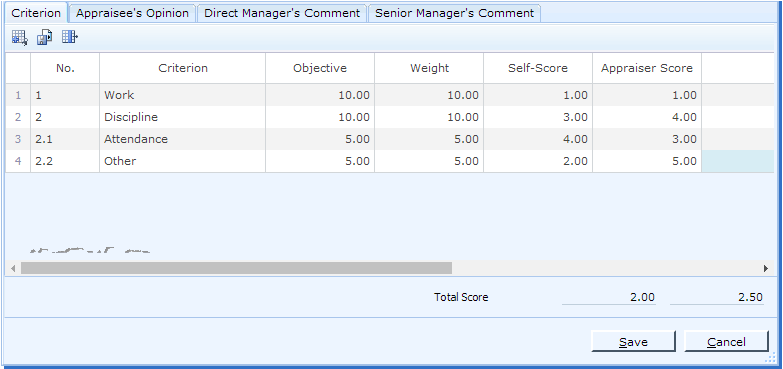 Criterion Appraisee's Opinion Direct Manager's Comment Senior Manager's Comment
No. Criterion Objective Weight Self-Score Appraiser Score
1 1 Work 10.00 10.00 1.00 1.00
2 2 Discipline 10.00 10.00 3.00 4.00
3 2.1 Attendance 5.00 5.00 4.00 3.00
4 2.2 Other 5.00 5.00 2.00 5.00
Total Score 2.00 2.50
Save Cancel